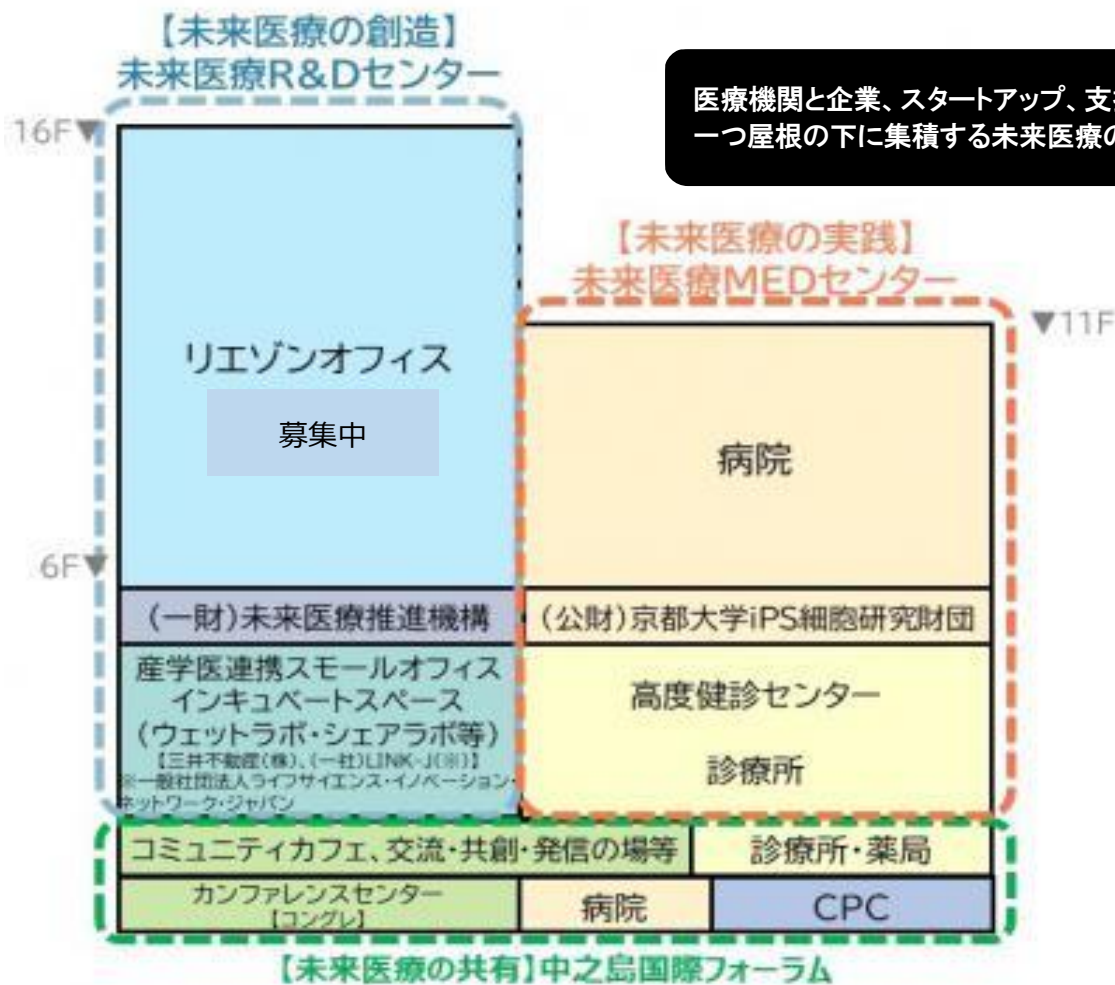 【未来医療の創造】
未来医療R&Dセンター
医療機関と企業、スタートアップ、
一つ屋根の下に集積する未来医療の
16F▼
【未来医療の実践】
未来医療MEDセンター
▼11F
リエゾンオフィス
募集中
病院
6F▼
(一財)未来医療推進機構
(公財)京都大学iPS細胞研究財団
産学医連携スモールオフィス
インキュベートスペース
(ウェットラボ・シェアラボ等)
【三井不動産(株)、(一社)LINK-J(※)】
※一般社団法人ライフサイエンス・イノベーション・
ネットワーク・ジャパン
高度健診センター
診療所
コミュニティカフェ、交流・共創・発信の場等
診療所・薬局
カンファレンスセンター
【コングレ】
病院
CPC
【未来医療の共有】中之島国際フォーラム